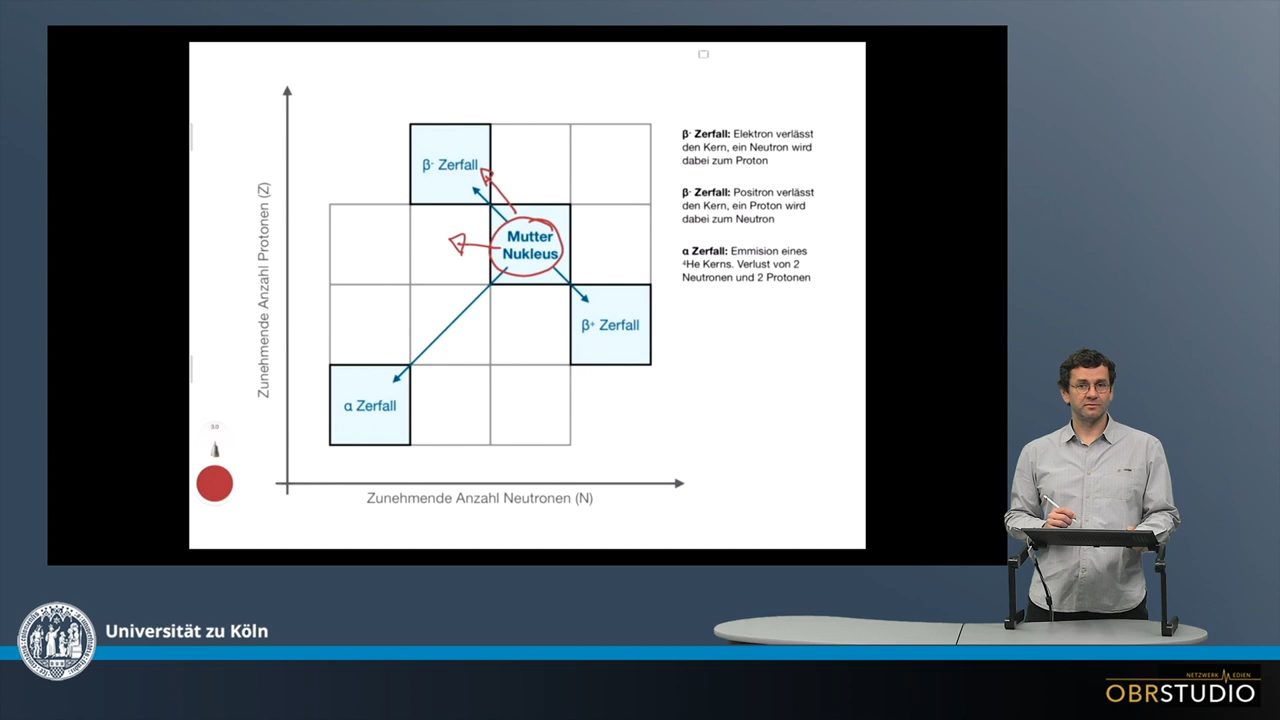 β- Zerfall
Mutter
Nukleus
β+ Zerfall
α Zerfall
Zunehmende Anzahl Protonen (Z)
Zunehmende Anzahl Neutronen (N)
β- Zerfall: Elektron verlässt
den Kern, ein Neutron wird
dabei zum Proton
β- Zerfall: Positron verlässt
den Kern, ein Proton wird
dabei zum Neutron
α Zerfall: Emmision eines
⁴He Kerns. Verlust von 2
Neutronen und 2 Protonen
Universität zu Köln
NETZWERK MEDIEN
OBRSTUDIO